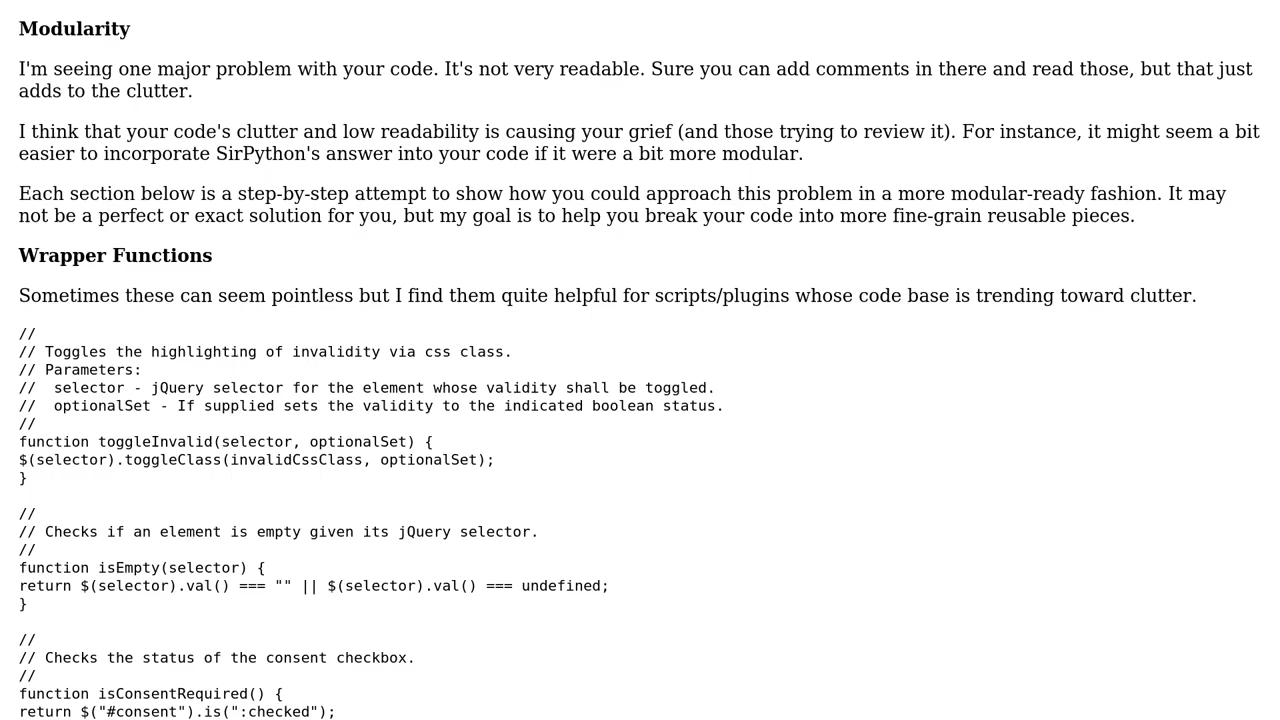 Modularity
I'm seeing one major problem with your code. It's not very readable. Sure you can add comments in there and read those, but that just
adds to the clutter.
I think that your code's clutter and low readability is causing your grief (and those trying to review it). For instance, it might seem a bit
easier to incorporate SirPython's answer into your code if it were a bit more modular.
Each section below is a step-by-step attempt to show how you could approach this problem in a more modular-ready fashion. It may
not be a perfect or exact solution for you, but my goal is to help you break your code into more fine-grain reusable pieces.
Wrapper Functions
Sometimes these can seem pointless but I find them quite helpful for scripts/plugins whose code base is trending toward clutter.
//
// Toggles the highlighting of invalidity via css class.
// Parameters:
//  selector - jQuery selector for the element whose validity shall be toggled.
//  optionalSet - If supplied sets the validity to the indicated boolean status.
//
function toggleInvalid(selector, optionalSet) {
$(selector).toggleClass(invalidCssClass, optionalSet);
}
//
// Checks if an element is empty given its jQuery selector.
//
function isEmpty(selector) {
return $(selector).val() === "" || $(selector).val() === undefined;
}
//
// Checks the status of the consent checkbox.
//
function isConsentRequired() {
return $("#consent").is(":checked");